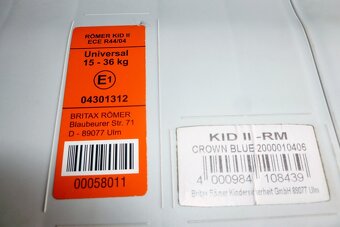 RÖMER KID II
ECE R44/04
Universal
15 - 36 kg
E1
04301312
BRITAX RÖMER
Blaubeurer Str. 71
D - 89077 Ulm
00058011
KID II -RM
CROWN BLUE 2000010406
4 000984 108439
Britax Römer Kindersicherheit GmbH 89077 Ulm